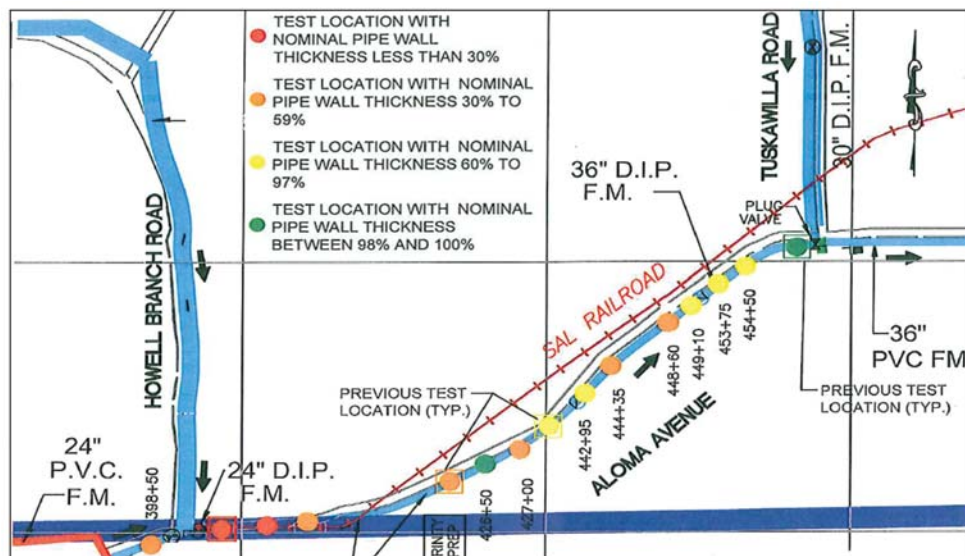 TEST LOCATION WITH
NOMINAL PIPE WALL
THICKNESS LESS THAN 30%
TEST LOCATION WITH NOMINAL
PIPE WALL THICKNESS 30% TO
59%
TEST LOCATION WITH NOMINAL
PIPE WALL THICKNESS 60% TO
97%
TEST LOCATION WITH NOMINAL
PIPE WALL THICKNESS
BETWEEN 98% AND 100%
HOWELL BRANCH ROAD
TUSKAWILLA ROAD
30" D.I.P. F.M.
36" D.I.P.
F.M.
PLUG
VALVE
SAL RAILROAD
36"
PVC FM
PREVIOUS TEST
LOCATION (TYP.)
PREVIOUS TEST
LOCATION (TYP.)
ALOMA AVENUE
24"
P.V.C.
F.M.
24" D.I.P.
F.M.
398+50
426+50
427+00
442+95
444+35
448+60
449+10
453+75
454+50
PREP